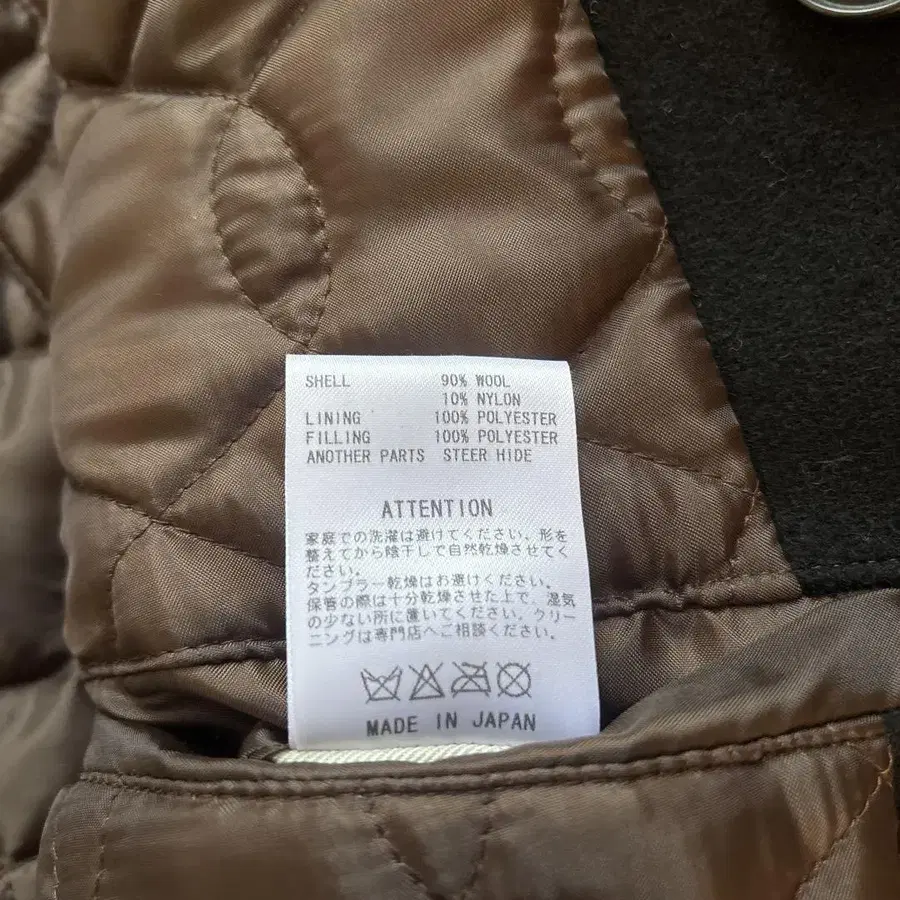 SHELL 90% WOOL
10% NYLON
LINING 100% POLYESTER
FILLING 100% POLYESTER
ANOTHER PARTS STEER HIDE
ATTENTION
家庭での洗濯は避けてください。形を
整えてから陰干しで自然乾燥させてく
ださい。
タンブラー乾燥はお避けください。
保管の際は十分乾燥させた上で、湿気
の少ない所に置いてください。クリー
ニングは専門店へご相談ください。
MADE IN JAPAN